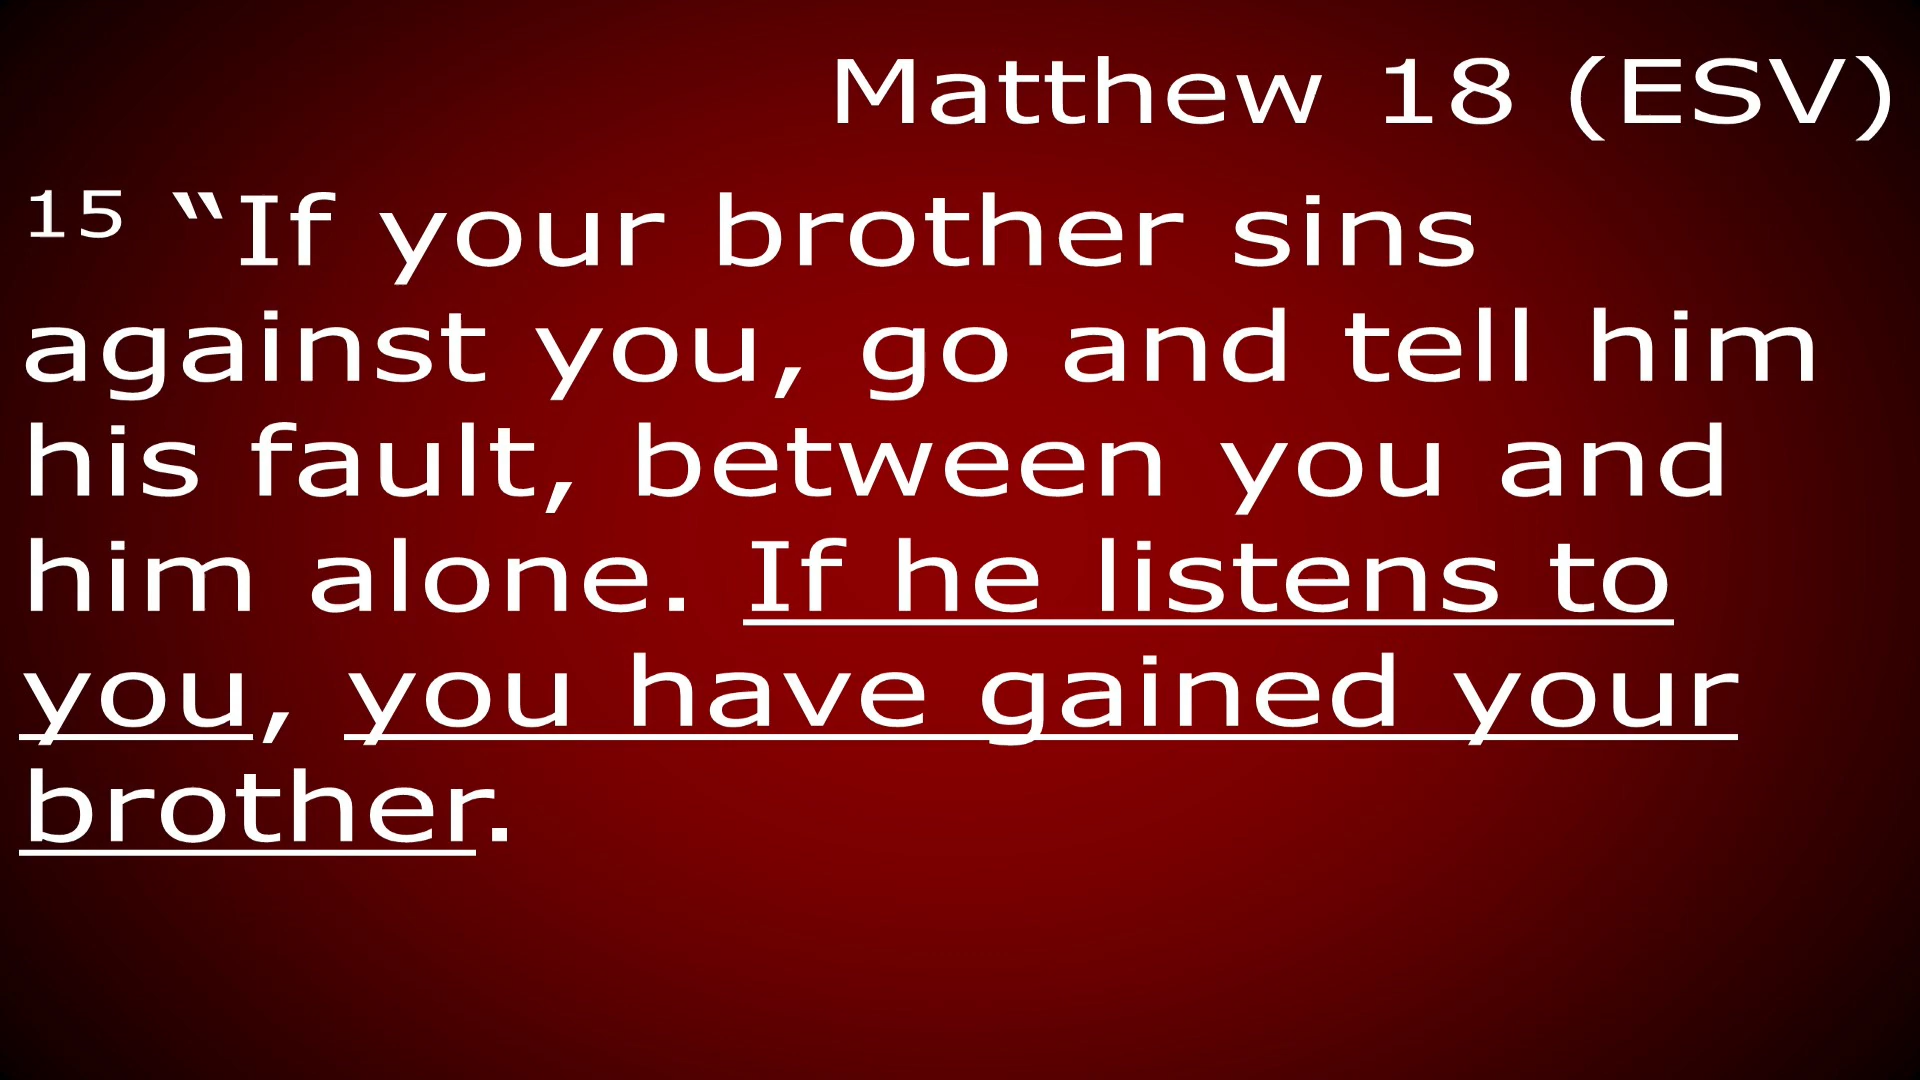 Matthew 18 (ESV)
15 “If your brother sins
against you, go and tell him
his fault, between you and
him alone. If he listens to
you, you have gained your
brother.